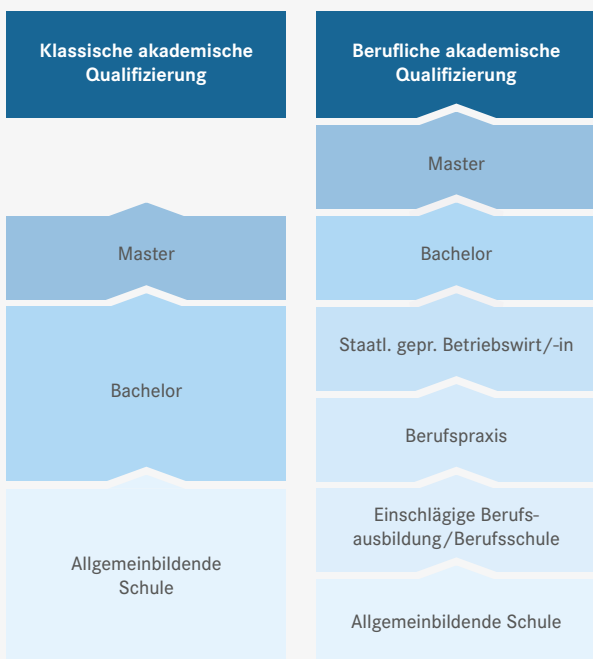 Klassische akademische
Qualifizierung
Master
Bachelor
Allgemeinbildende
Schule
Berufliche akademische
Qualifizierung
Master
Bachelor
Staatl. gepr. Betriebswirt/-in
Berufspraxis
Einschlägige Berufs-
ausbildung/Berufsschule
Allgemeinbildende Schule